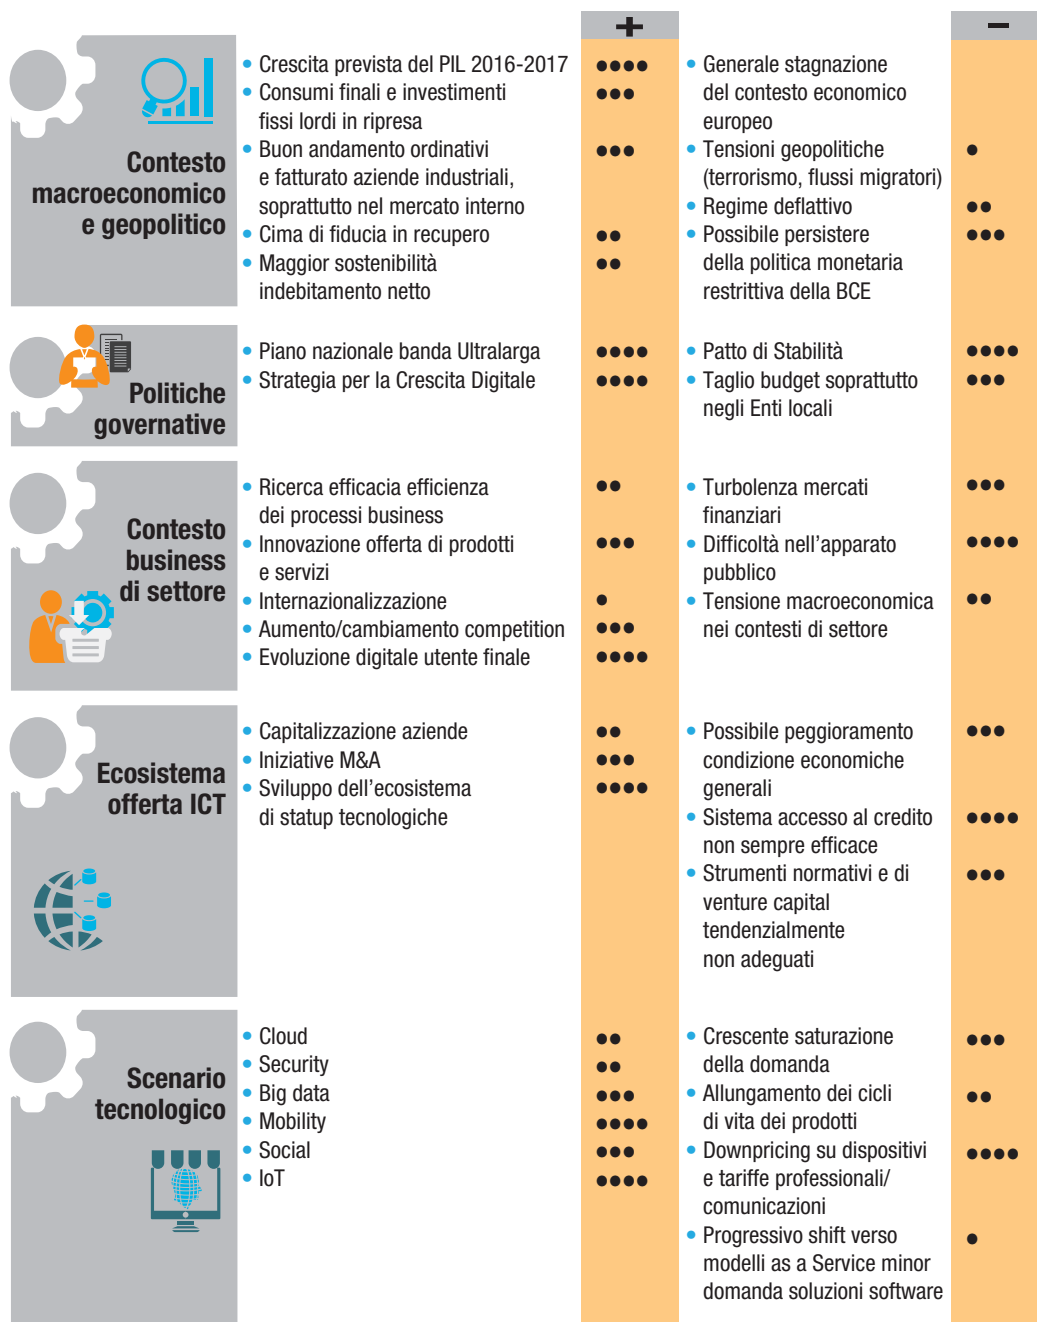 +
−
Contesto
macroeconomico
e geopolitico
• Crescita prevista del PIL 2016-2017 ●●●●
• Consumi finali e investimenti ●●●
fissi lordi in ripresa
• Buon andamento ordinativi ●●●
e fatturato aziende industriali,
soprattutto nel mercato interno
• Cima di fiducia in recupero ●●
• Maggior sostenibilità ●●
indebitamento netto
• Generale stagnazione
del contesto economico
europeo
• Tensioni geopolitiche ●
(terrorismo, flussi migratori)
• Regime deflattivo ●●
• Possibile persistere ●●●
della politica monetaria
restrittiva della BCE
Politiche
governative
• Piano nazionale banda Ultralarga ●●●●
• Strategia per la Crescita Digitale ●●●●
• Patto di Stabilità ●●●●
• Taglio budget soprattutto ●●●
negli Enti locali
Contesto
business
di settore
• Ricerca efficacia efficienza ●●
dei processi business
• Innovazione offerta di prodotti ●●●
e servizi
• Internazionalizzazione ●
• Aumento/cambiamento competition ●●●
• Evoluzione digitale utente finale ●●●●
• Turbolenza mercati ●●●
finanziari
• Difficoltà nell'apparato ●●●●
pubblico
• Tensione macroeconomica ●●
nei contesti di settore
Ecosistema
offerta ICT
• Capitalizzazione aziende ●●
• Iniziative M&A ●●●
• Sviluppo dell'ecosistema ●●●●
di statup tecnologiche
• Possibile peggioramento ●●●
condizione economiche
generali
• Sistema accesso al credito ●●●●
non sempre efficace
• Strumenti normativi e di ●●●
venture capital
tendenzialmente
non adeguati
Scenario
tecnologico
• Cloud ●●
• Security ●●
• Big data ●●●
• Mobility ●●●●
• Social ●●●
• IoT ●●●●
• Crescente saturazione ●●●
della domanda
• Allungamento dei cicli ●●
di vita dei prodotti
• Downpricing su dispositivi ●●●●
e tariffe professionali/
comunicazioni
• Progressivo shift verso ●
modelli as a Service minor
domanda soluzioni software